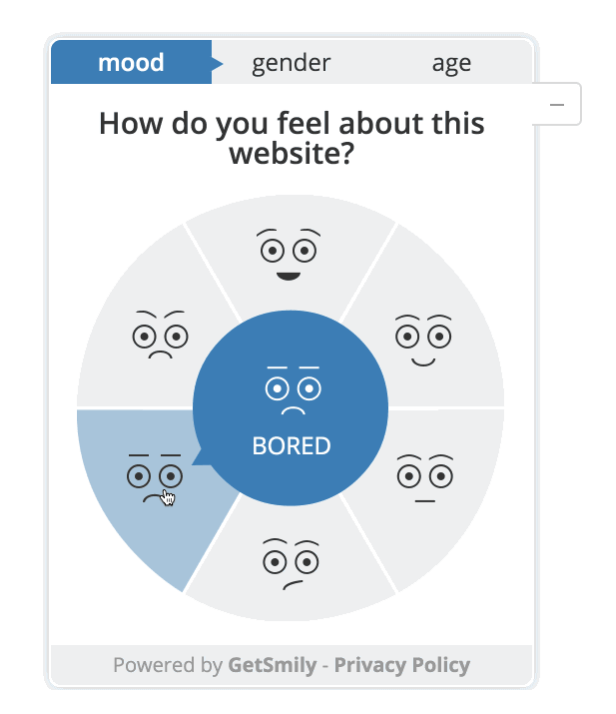 mood gender age
How do you feel about this
website?
BORED
Powered by GetSmily - Privacy Policy